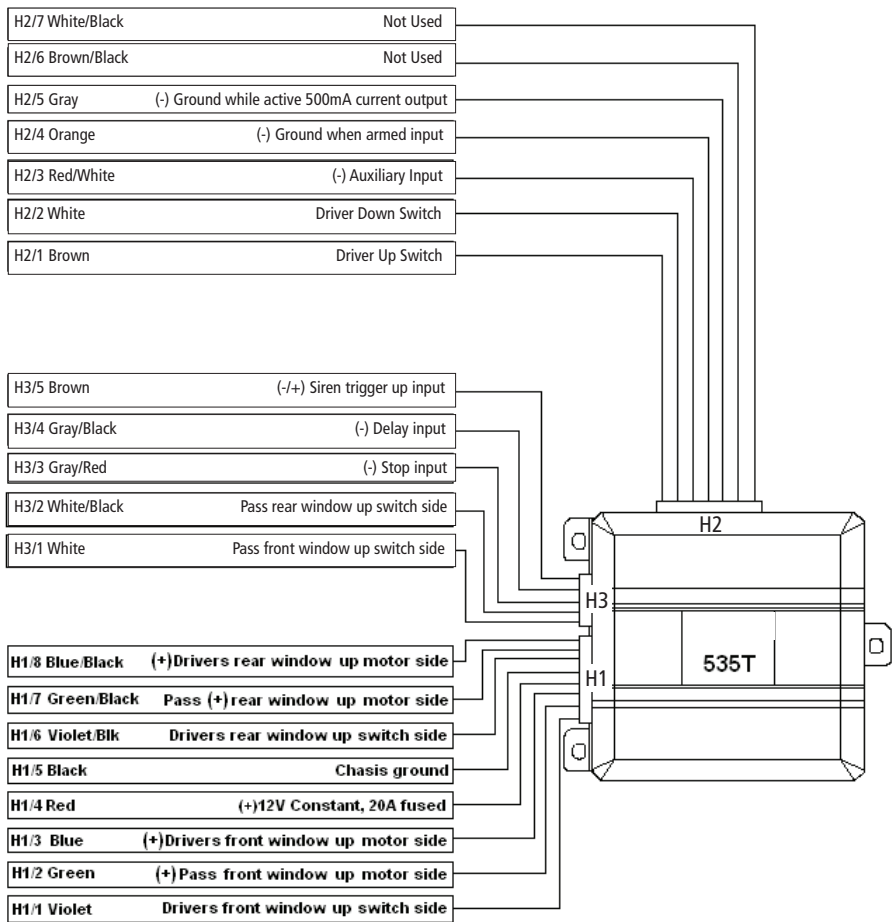 H2/7 White/Black Not Used
H2/6 Brown/Black Not Used
H2/5 Gray (-) Ground while active 500mA current output
H2/4 Orange (-) Ground when armed input
H2/3 Red/White (-) Auxiliary Input
H2/2 White Driver Down Switch
H2/1 Brown Driver Up Switch
H3/5 Brown (-/+) Siren trigger up input
H3/4 Gray/Black (-) Delay input
H3/3 Gray/Red (-) Stop input
H3/2 White/Black Pass rear window up switch side
H3/1 White Pass front window up switch side
H1/8 Blue/Black (+)Drivers rear window up motor side
H1/7 Green/Black Pass (+) rear window up motor side
H1/6 Violet/Blk Drivers rear window up switch side
H1/5 Black Chasis ground
H1/4 Red (+)12V Constant, 20A fused
H1/3 Blue (+)Drivers front window up motor side
H1/2 Green (+)Pass front window up motor side
H1/1 Violet Drivers front window up switch side
H2
H3
H1
535T